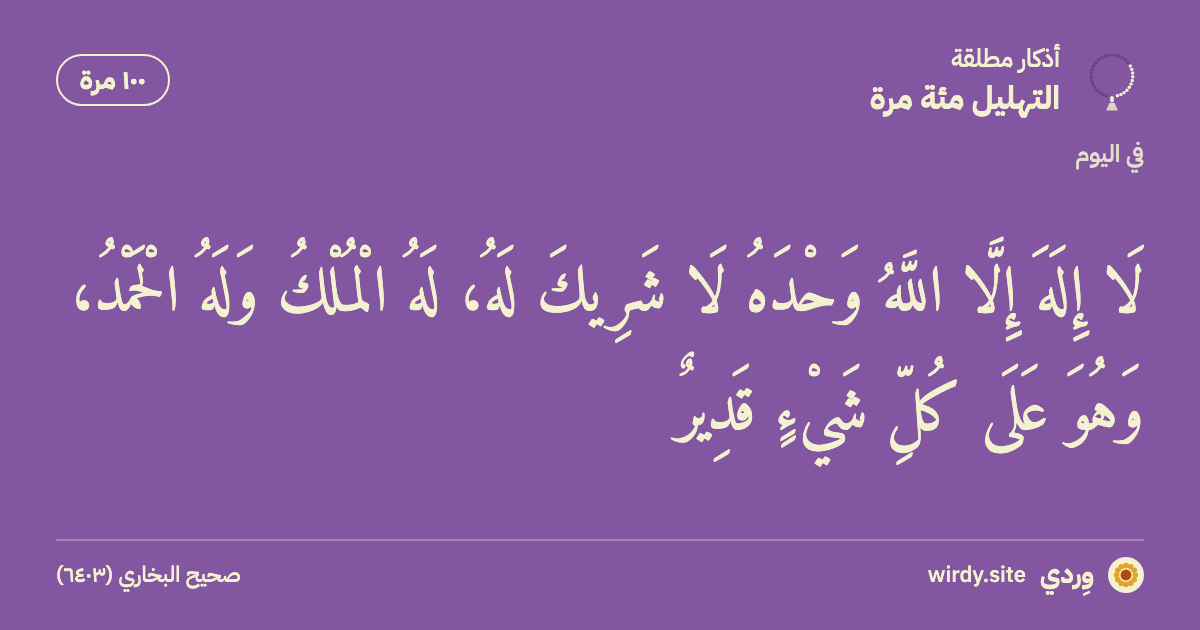 أذكار مطلقة
التهليل مئة مرة
١٠٠ مرة
في اليوم
لَا إِلَهَ إِلَّا اللَّهُ وَحْدَهُ لَا شَرِيكَ لَهُ، لَهُ الْمُلْكُ وَلَهُ الْحَمْدُ،
وَهُوَ عَلَى كُلِّ شَيْءٍ قَدِيرٌ
وِردي wirdy.site
صحيح البخاري (٦٤٠٣)